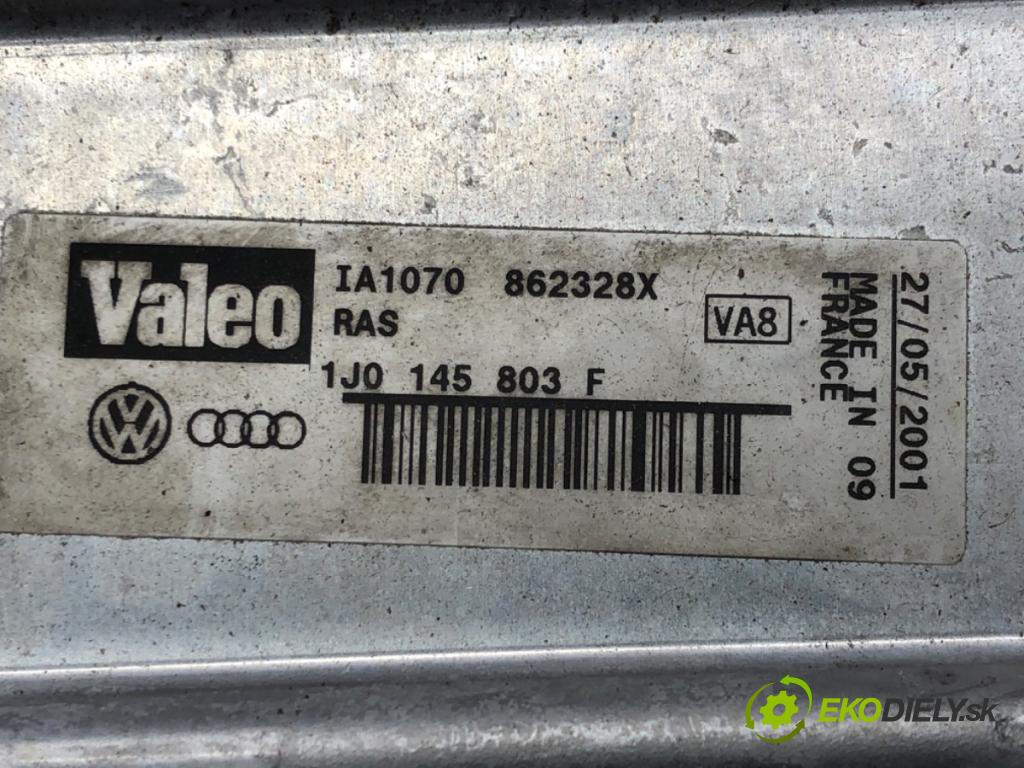 Valeo
IA1070 862328X
RAS
VA8
1J0 145 803 F
27/05/2001
MADE IN 09
FRANCE
EKODIELY.sk